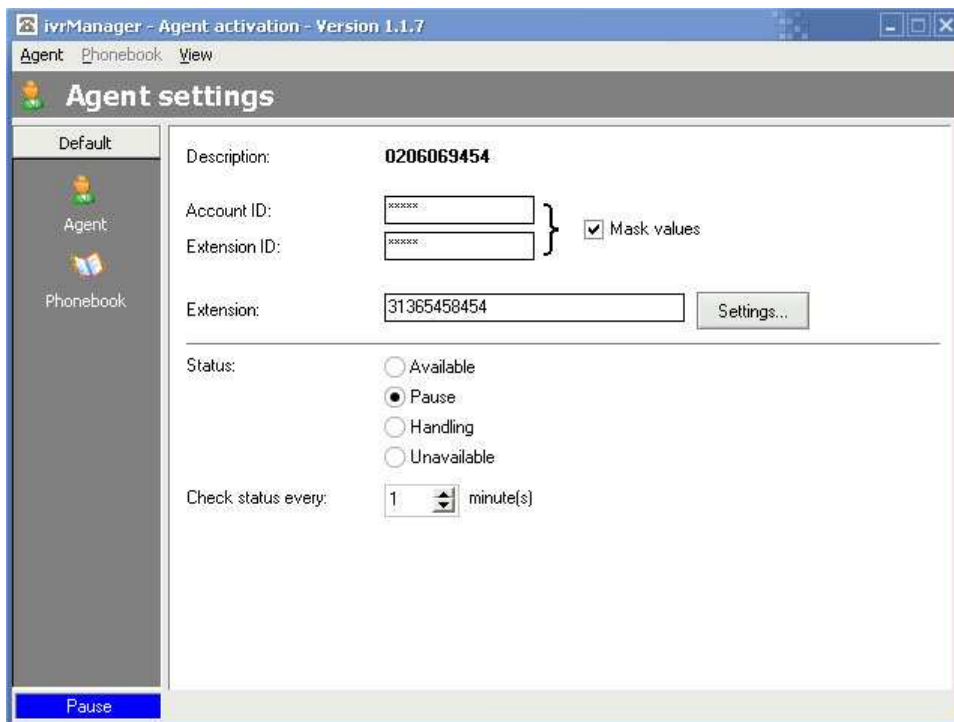 ivrManager - Agent activation - Version 1.1.7
Agent Phonebook View
Agent settings
Default
Agent
Phonebook
Description: 0206069454
Account ID: *****
Extension ID: *****
Mask values
Extension: 31365458454 Settings...
Status: Available
Pause
Handling
Unavailable
Check status every: 1 minute(s)
Pause